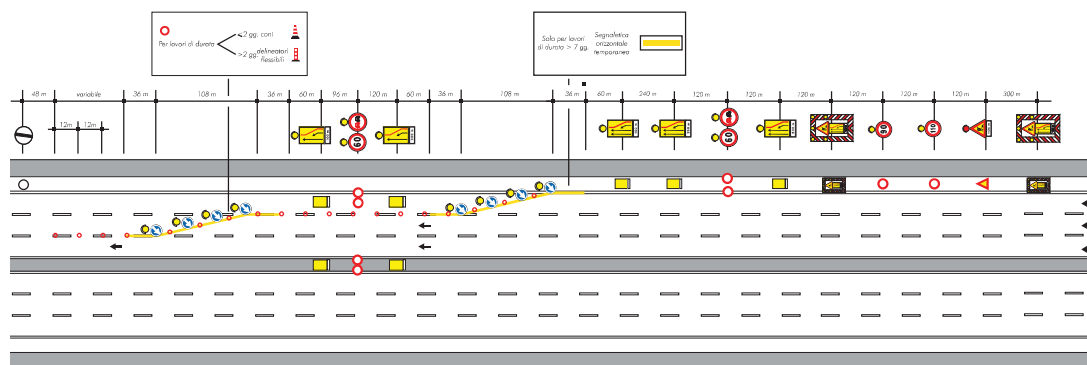 ≤2 gg. coni
Per lavori di durata
>2 gg. delineatori
flessibili
Solo per lavori
di durata > 7 gg.
Segnaletica
orizzontale
temporanea
48 m variabile 36 m 108 m 36 m 60 m 96 m 120 m 60 m 36 m 108 m 36 m 60 m 240 m 120 m 120 m 120 m 120 m 120 m 300 m
12m 12m
60
60
90
110